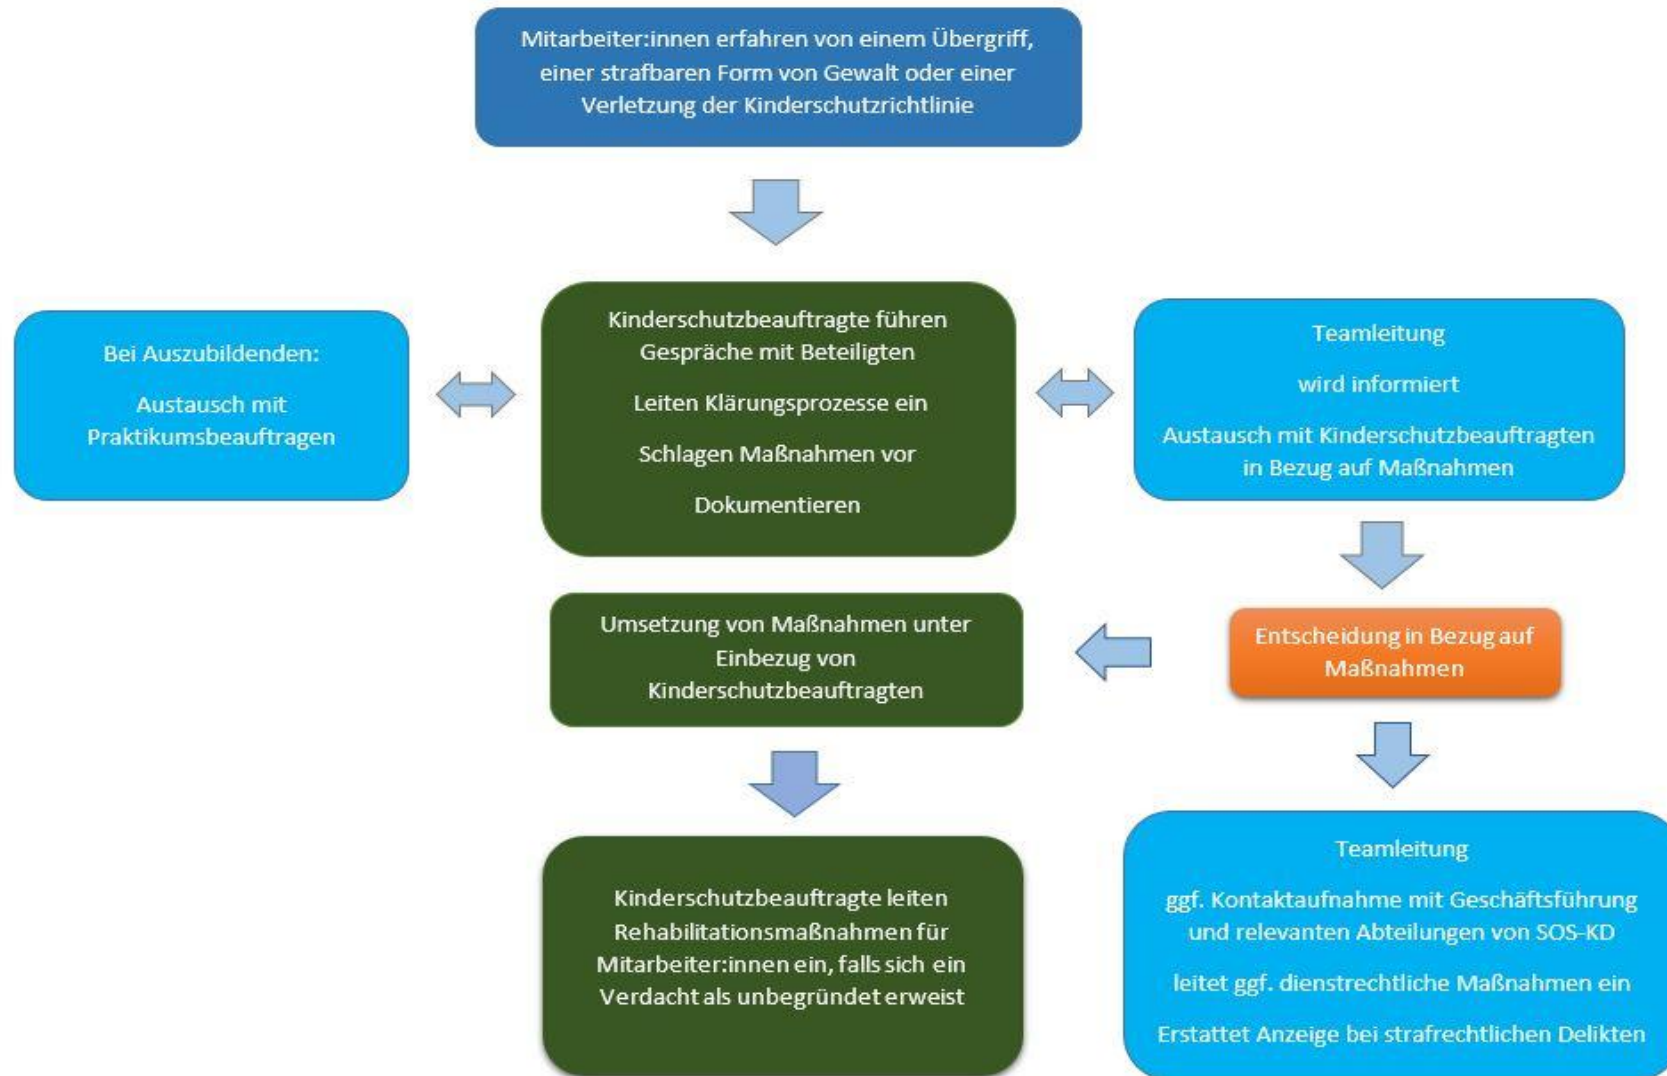 Mitarbeiter:innen erfahren von einem Übergriff,
einer strafbaren Form von Gewalt oder einer
Verletzung der Kinderschutzrichtlinie
Bei Auszubildenden:
Austausch mit
Praktikumsbeauftragen
Kinderschutzbeauftragte führen
Gespräche mit Beteiligten
Leiten Klärungsprozesse ein
Schlagen Maßnahmen vor
Dokumentieren
Teamleitung
wird informiert
Austausch mit Kinderschutzbeauftragten
in Bezug auf Maßnahmen
Entscheidung in Bezug auf
Maßnahmen
Umsetzung von Maßnahmen unter
Einbezug von
Kinderschutzbeauftragten
Kinderschutzbeauftragte leiten
Rehabilitationsmaßnahmen für
Mitarbeiter:innen ein, falls sich ein
Verdacht als unbegründet erweist
Teamleitung
ggf. Kontaktaufnahme mit Geschäftsführung
und relevanten Abteilungen von SOS-KD
leitet ggf. dienstrechtliche Maßnahmen ein
Erstattet Anzeige bei strafrechtlichen Delikten